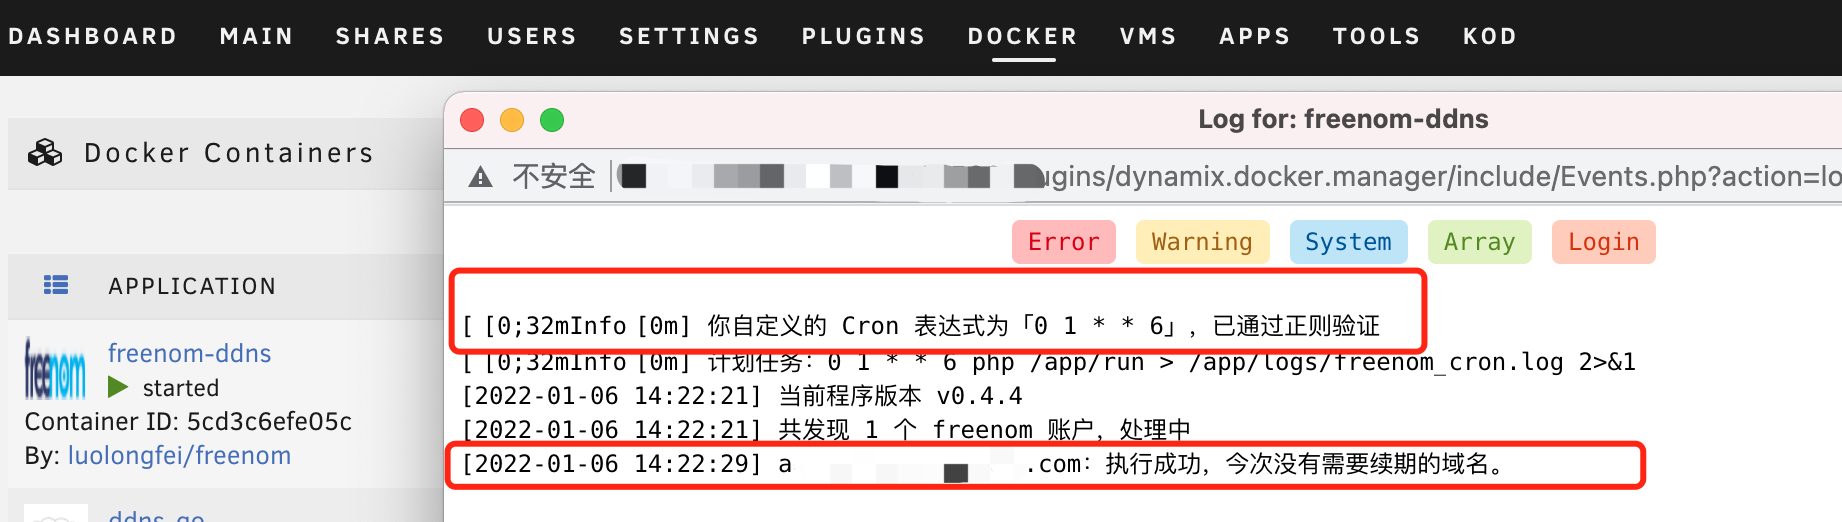 DASHBOARD MAIN SHARES USERS SETTINGS PLUGINS DOCKER VMS APPS TOOLS KOD
Docker Containers
APPLICATION
freenom
freenom-ddns
started
Container ID: 5cd3c6efe05c
By: luolongfei/freenom
ddns-go
Log for: freenom-ddns
不安全 ugins/dynamix.docker.manager/include/Events.php?action=lo
Error Warning System Array Login
[ [0;32mInfo [0m] 你自定义的 Cron 表达式为「0 1 * * 6」，已通过正则验证
[ [0;32mInfo [0m] 计划任务：0 1 * * 6 php /app/run > /app/logs/freenom_cron.log 2>&1
[2022-01-06 14:22:21] 当前程序版本 v0.4.4
[2022-01-06 14:22:21] 共发现 1 个 freenom 账户，处理中
[2022-01-06 14:22:29] a .com：执行成功，今次没有需要续期的域名。